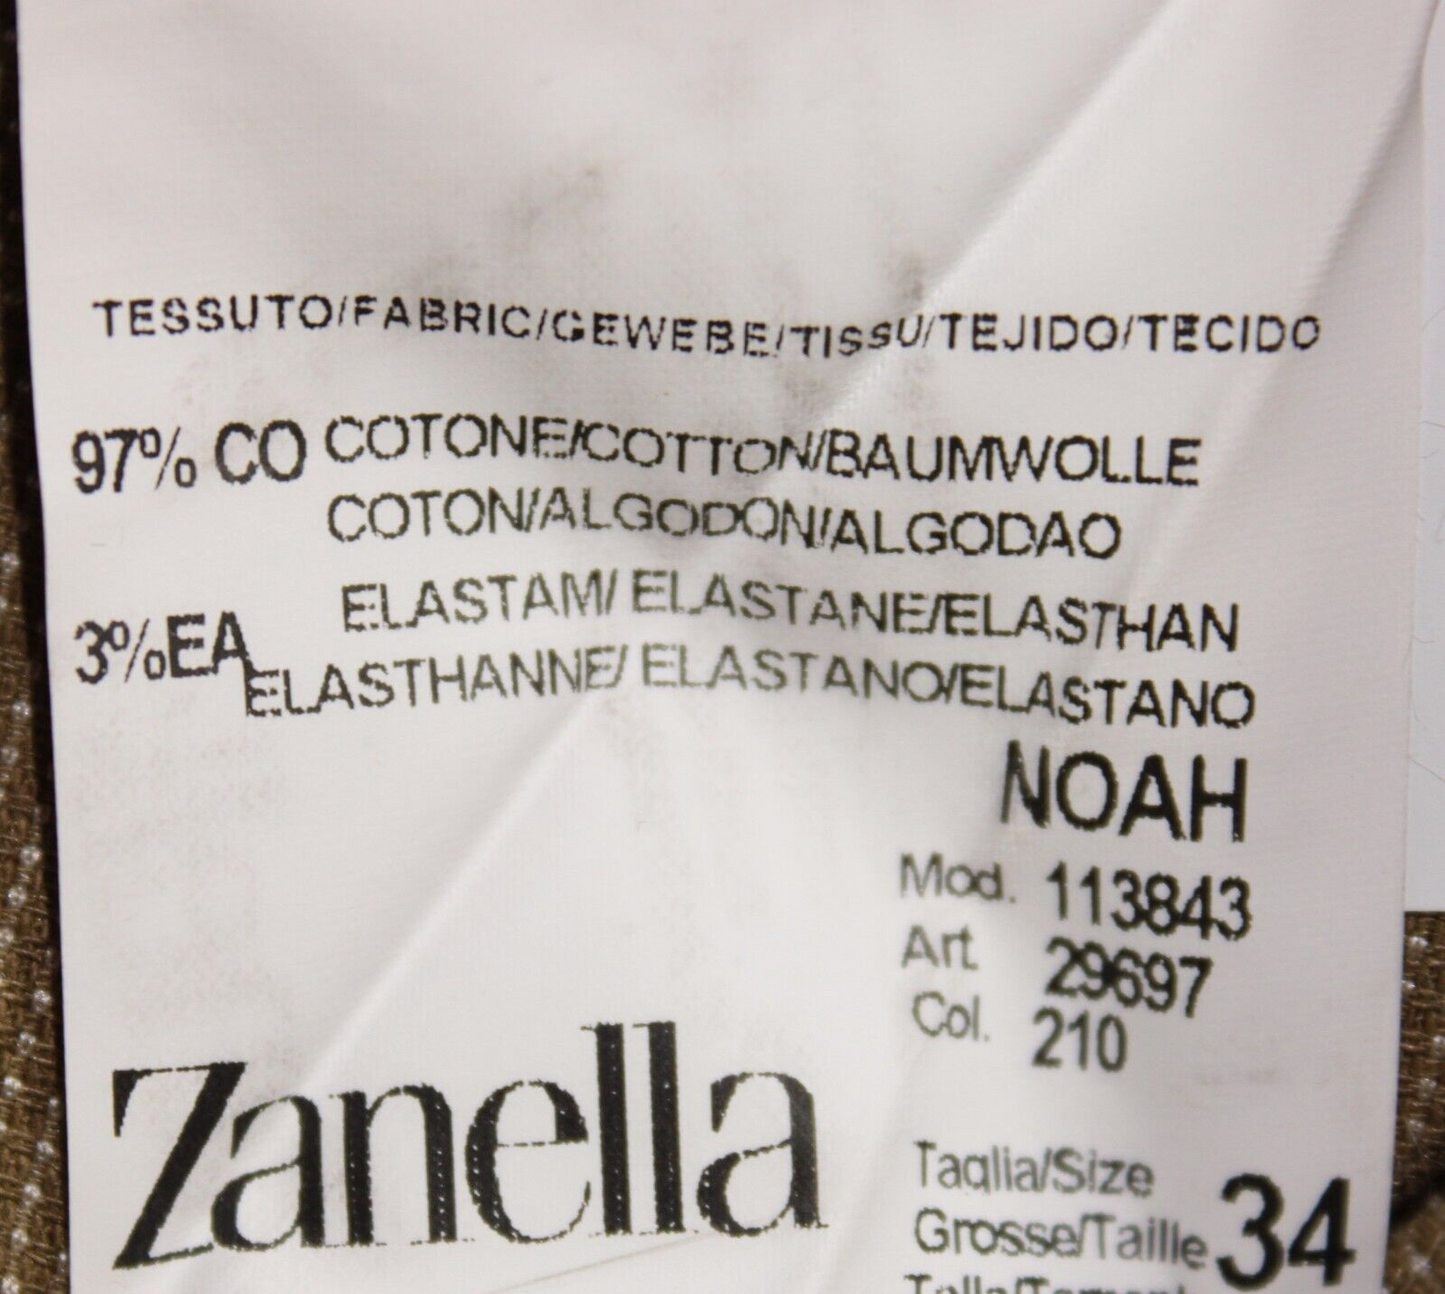 TESSUTO/FABRIC/GEWEBE/TISSU/TEJIDO/TECIDO
97% CO COTONE/COTTON/BAUMWOLLE
COTON/ALGODON/ALGODAO
3%EA ELASTAM/ ELASTANE/ELASTHAN
ELASTHANNE/ ELASTANO/ELASTANO
NOAH
Mod. 113843
Art 29697
Col. 210
Zanella
Taglia/Size
Grosse/Taille 34